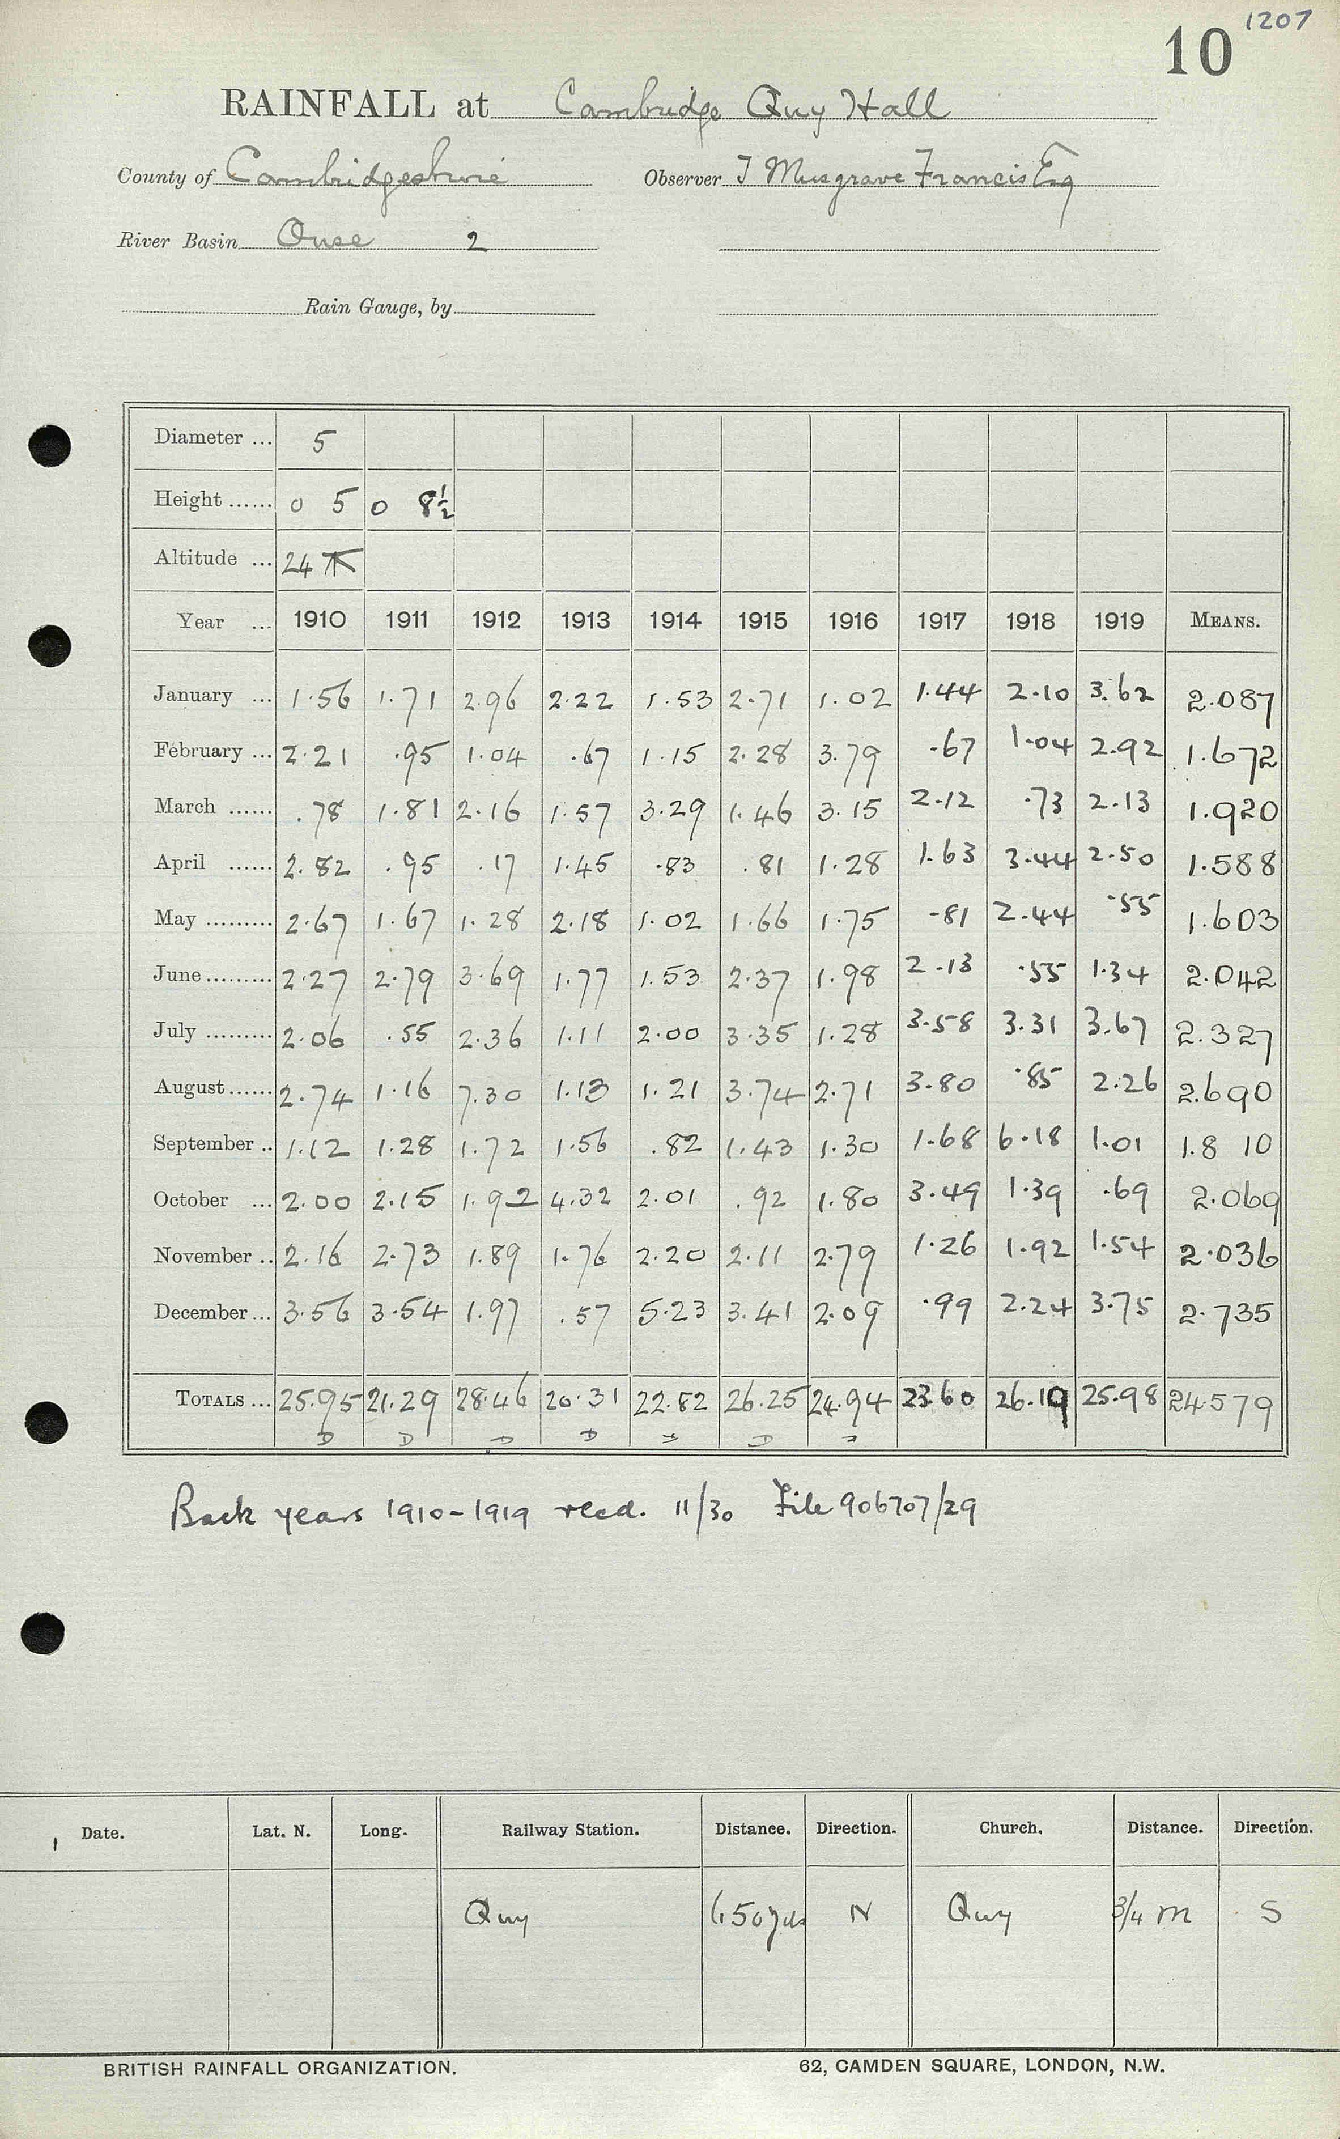 1207
10
RAINFALL at Cambridge Quy Hall
County of Cambridgeshire Observer T Musgrave Francis Esq
River Basin Ouse 2
Rain Gauge, by
Diameter ... 5
Height ...... 0 5 0 8½
Altitude ... 24
Year ... 1910 1911 1912 1913 1914 1915 1916 1917 1918 1919 MEANS.
January ... 1.56 1.71 2.96 2.22 1.53 2.71 1.02 1.44 2.10 3.62 2.087
February ... 2.21 .95 1.04 .67 1.15 2.28 3.79 .67 1.04 2.92 1.672
March ...... .78 1.81 2.16 1.57 3.29 1.46 3.15 2.12 .73 2.13 1.920
April ...... 2.82 .95 .17 1.45 .83 .81 1.28 1.63 3.44 2.50 1.588
May ......... 2.67 1.67 1.28 2.18 1.02 1.66 1.75 .81 2.44 .55 1.603
June ......... 2.27 2.79 3.69 1.77 1.53 2.37 1.98 2.13 .55 1.34 2.042
July ......... 2.06 .55 2.36 1.11 2.00 3.35 1.28 3.58 3.31 3.67 2.327
August ...... 2.74 1.16 7.30 1.13 1.21 3.74 2.71 3.80 .85 2.26 2.690
September .. 1.12 1.28 1.72 1.56 .82 1.43 1.30 1.68 6.18 1.01 1.8 10
October ... 2.00 2.15 1.92 4.32 2.01 .92 1.80 3.49 1.39 .69 2.069
November .. 2.16 2.73 1.89 1.76 2.20 2.11 2.79 1.26 1.92 1.54 2.036
December ... 3.56 3.54 1.97 .57 5.23 3.41 2.09 .99 2.24 3.75 2.735
TOTALS ... 25.95 21.29 28.46 20.31 22.82 26.25 24.94 23.60 26.19 25.98 24579
Back years 1910-1919 recd. 11/30 File 906707/29
Date. Lat. N. Long. Railway Station. Distance. Direction. Church. Distance. Direction.
Quy N Quy 3/4 m S
BRITISH RAINFALL ORGANIZATION. 62, CAMDEN SQUARE, LONDON, N.W.